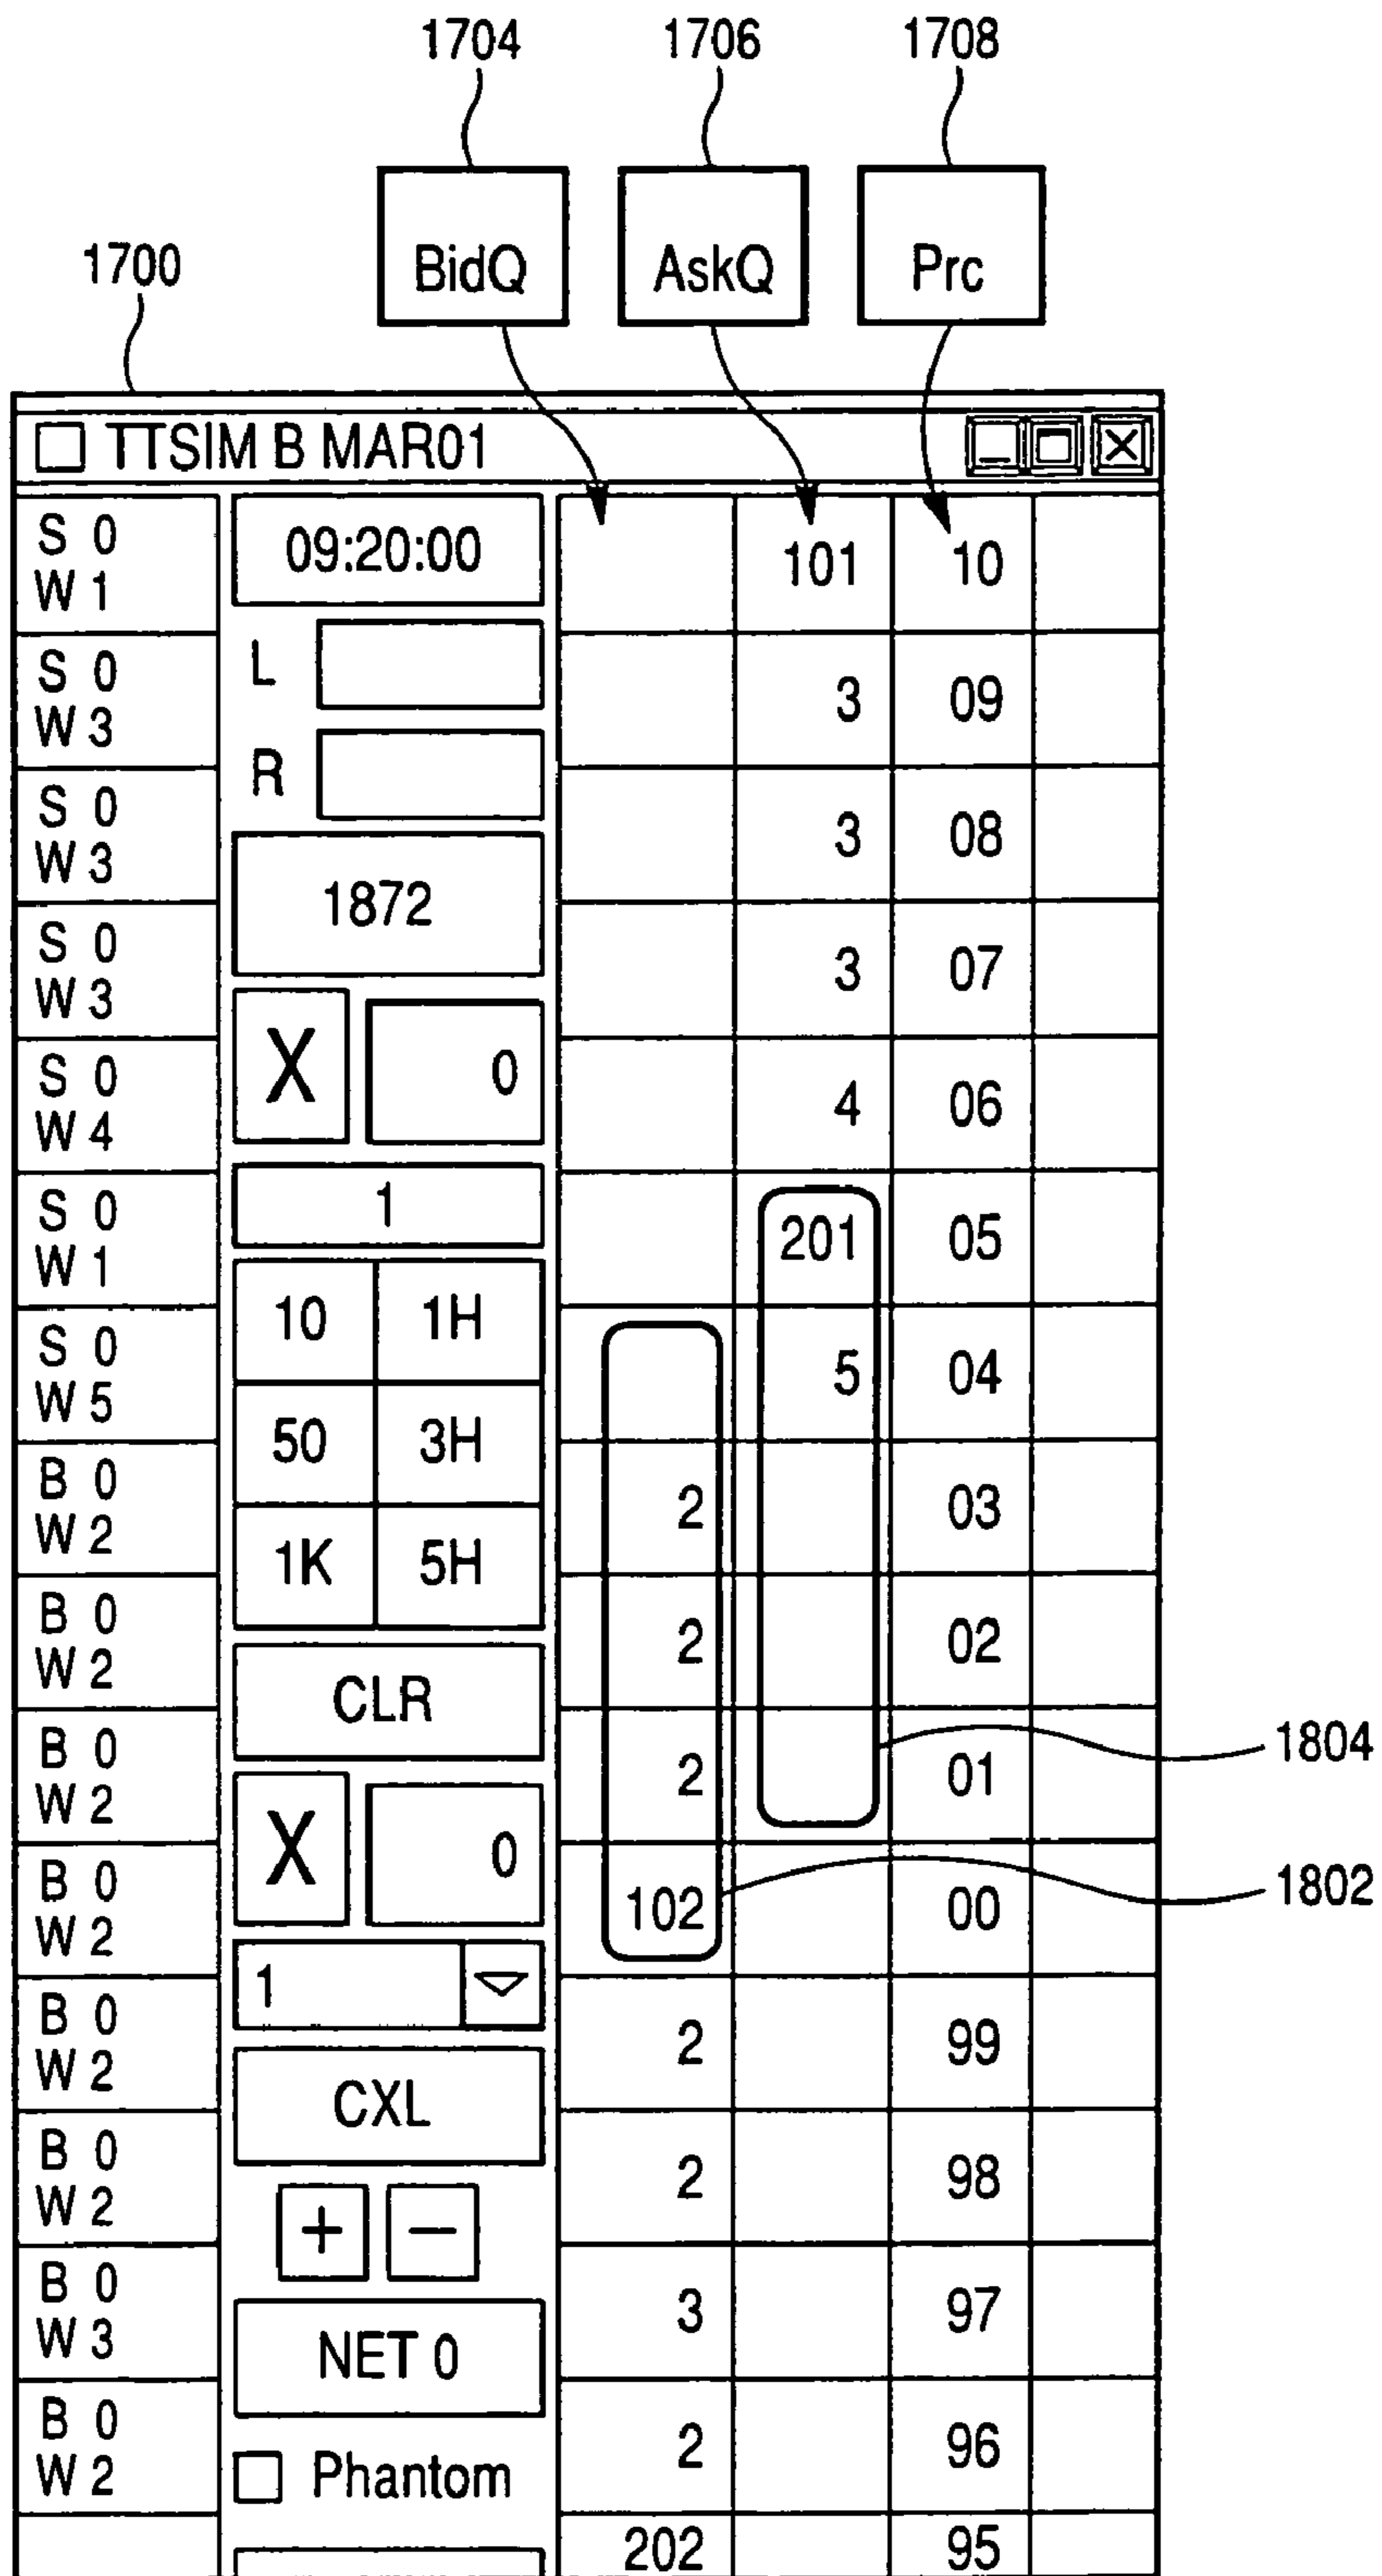 1704 1706 1708
BidQ AskQ Prc
1700
TTSIM B MAR01
S 0 09:20:00 101 10
W 1
S 0 L 3 09
W 3
S 0 R 3 08
W 3
S 0 1872 3 07
W 3
S 0 X 0 4 06
W 4
S 0 1 201 05
W 1
S 0 10 1H 5 04
W 5
B 0 50 3H 2 03
W 2
B 0 1K 5H 2 02
W 2
B 0 CLR 2 01 1804
W 2
B 0 X 0 102 00 1802
W 2
B 0 1 2 99
W 2
B 0 CXL 2 98
W 2
+ −
B 0 NET 0 3 97
W 3
B 0 Phantom 2 96
W 2
202 95